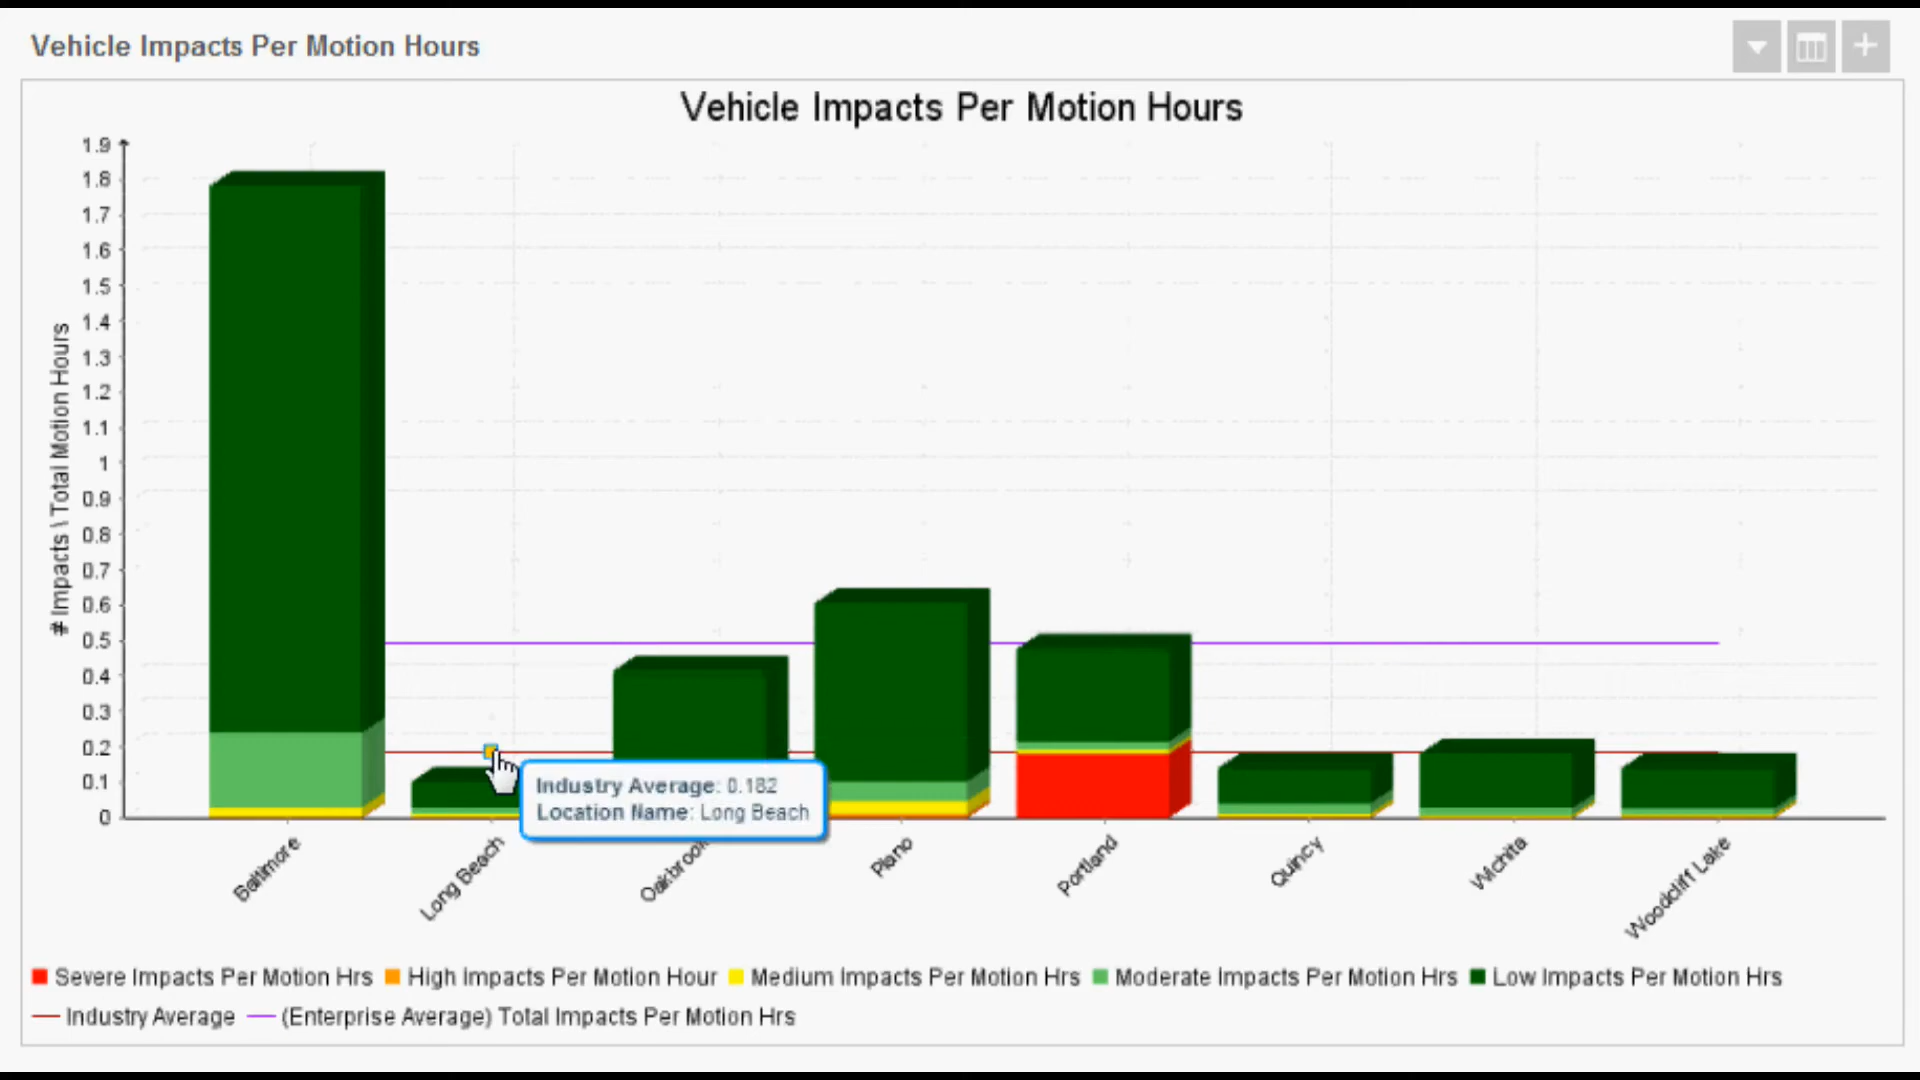 Vehicle Impacts Per Motion Hours
Vehicle Impacts Per Motion Hours
# Impacts \ Total Motion Hours
1.9
1.8
1.7
1.6
1.5
1.4
1.3
1.2
1.1
1
0.9
0.8
0.7
0.6
0.5
0.4
0.3
0.2
0.1
0
Industry Average: 0.182
Location Name: Long Beach
Baltimore
Long Beach
Oakbrook
Plano
Portland
Quincy
Wichita
Woodcliff Lake
Severe Impacts Per Motion Hrs High Impacts Per Motion Hour Medium Impacts Per Motion Hrs Moderate Impacts Per Motion Hrs Low Impacts Per Motion Hrs
Industry Average (Enterprise Average) Total Impacts Per Motion Hrs